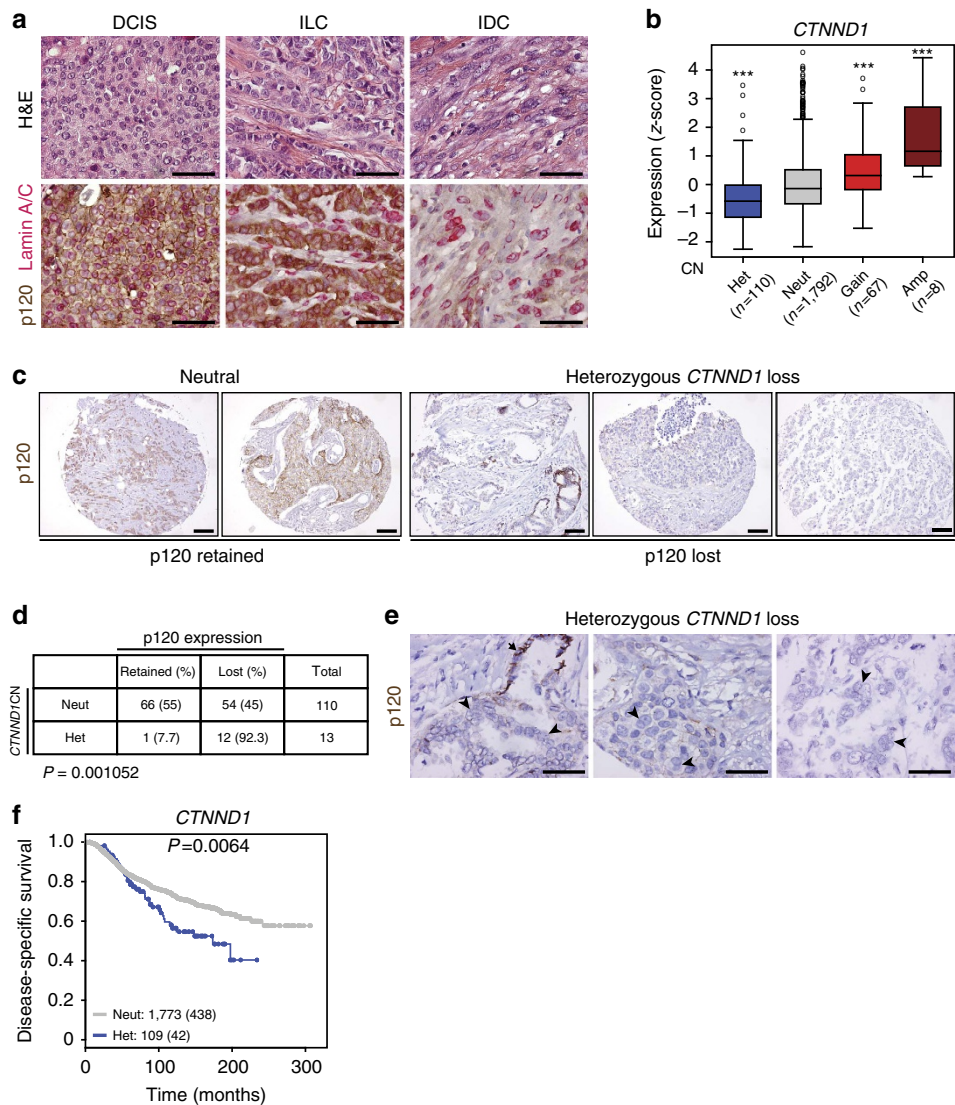 a
DCIS ILC IDC
H&E
p120 Lamin A/C
b
CTNND1
Expression (z-score)
4
3
2
1
0
−1
−2
CN
Het (n=110)
Neut (n=1,792)
Gain (n=67)
Amp (n=8)
***
***
***
c
Neutral Heterozygous CTNND1 loss
p120
p120 retained p120 lost
d
p120 expression
Retained (%) Lost (%) Total
CTNND1CN
Neut 66 (55) 54 (45) 110
Het 1 (7.7) 12 (92.3) 13
P = 0.001052
e
Heterozygous CTNND1 loss
p120
f
CTNND1
P=0.0064
Disease-specific survival
1.0
0.8
0.6
0.4
0.2
0
Neut: 1,773 (438)
Het: 109 (42)
0 100 200 300
Time (months)